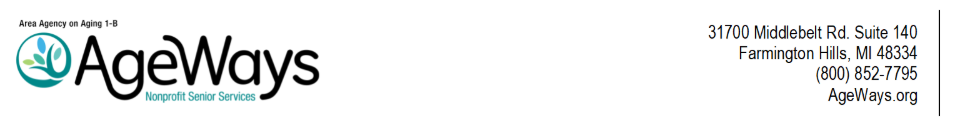 Area Agency on Aging 1-B
AgeWays
Nonprofit Senior Services
31700 Middlebelt Rd. Suite 140
Farmington Hills, MI 48334
(800) 852-7795
AgeWays.org